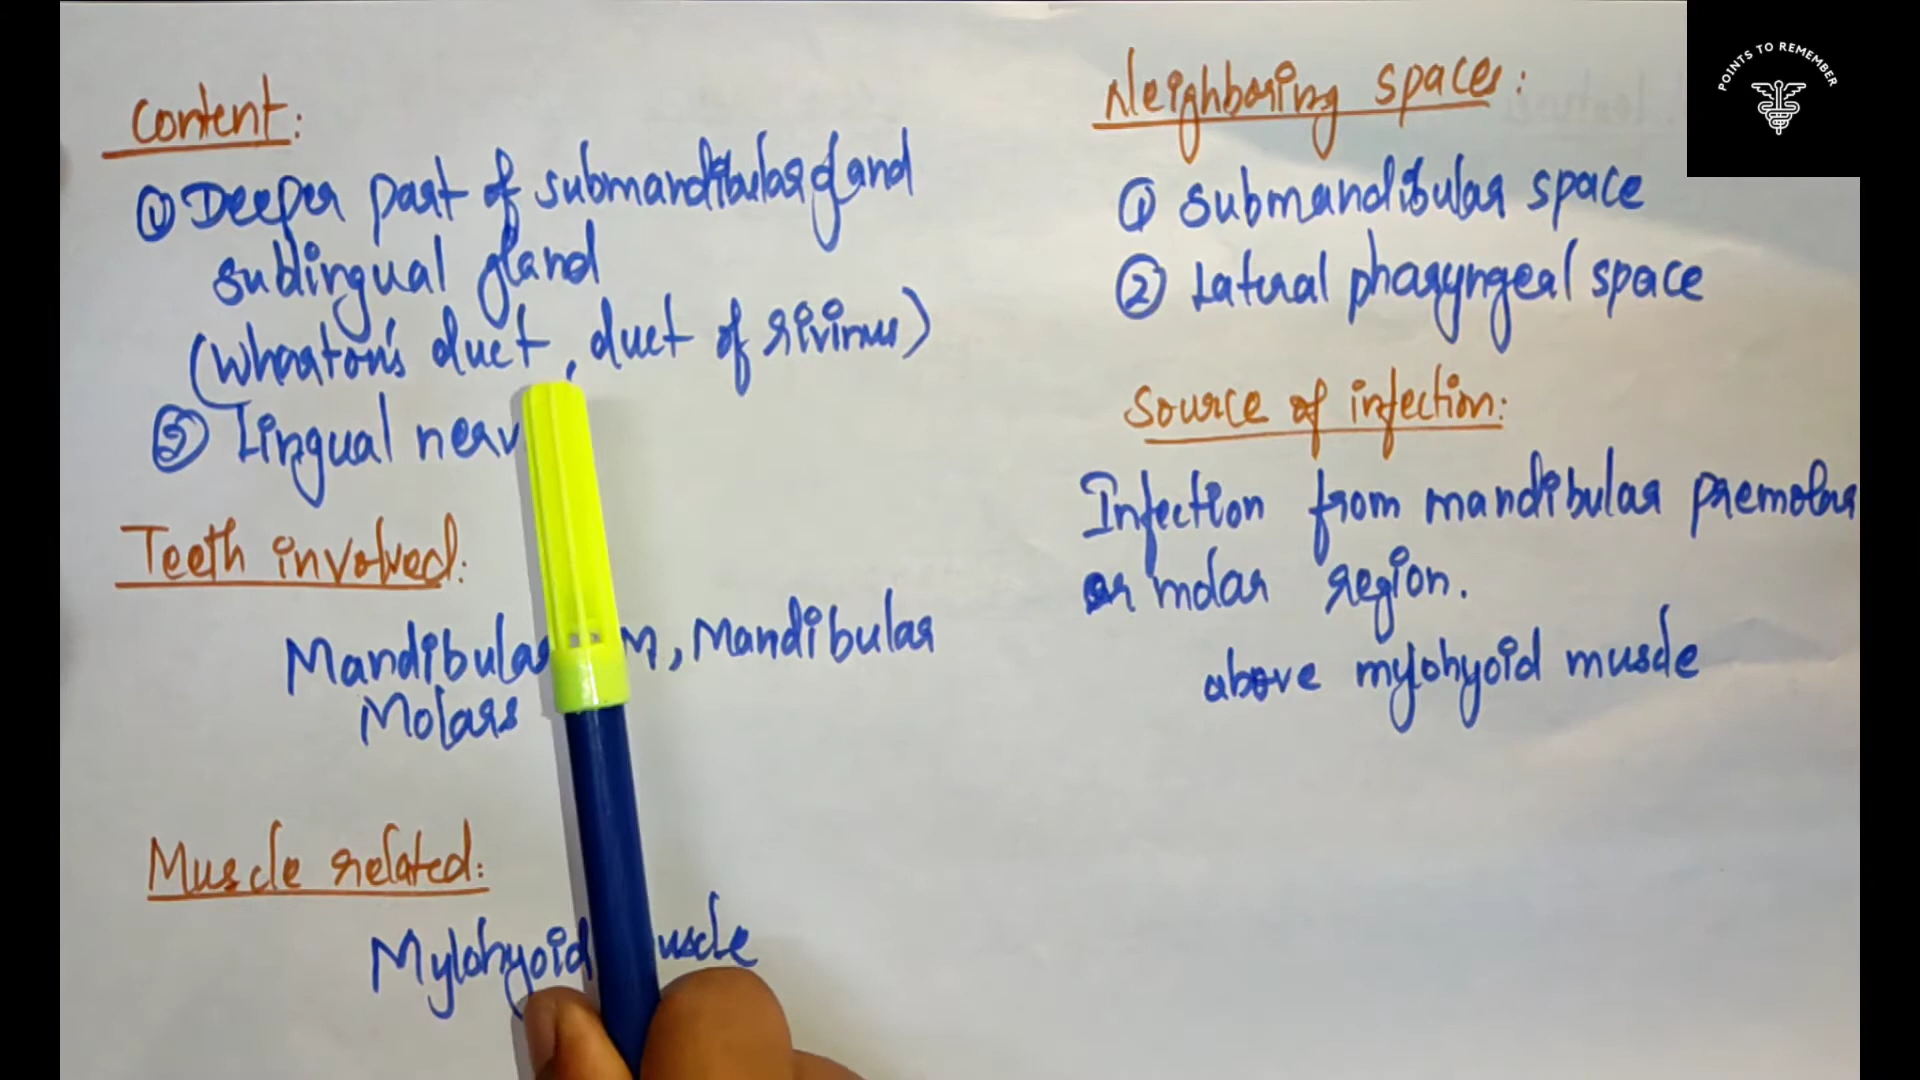 Content:
① Deeper part of submandibular gland
sublingual gland
(Wharton's duct, duct of rivinus)
Lingual nerv
Teeth involved:
Mandibular , Mandibular
Molars
Muscle related:
Mylohyoid uscle
Neighboring spaces:
① submandibular space
② Lateral pharyngeal space
Source of infection:
Infection from mandibular premolar
or molar region.
above mylohyoid muscle
POINTS TO REMEMBER